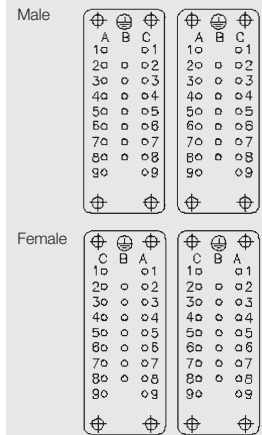 Male
A B C A B C
1 1 1 1
2 2 2 2
3 3 3 3
4 4 4 4
5 5 5 5
6 6 6 6
7 7 7 7
8 8 8 8
9 9 9 9
Female
C B A C B A
1 1 1 1
2 2 2 2
3 3 3 3
4 4 4 4
5 5 5 5
6 6 6 6
7 7 7 7
8 8 8 8
9 9 9 9